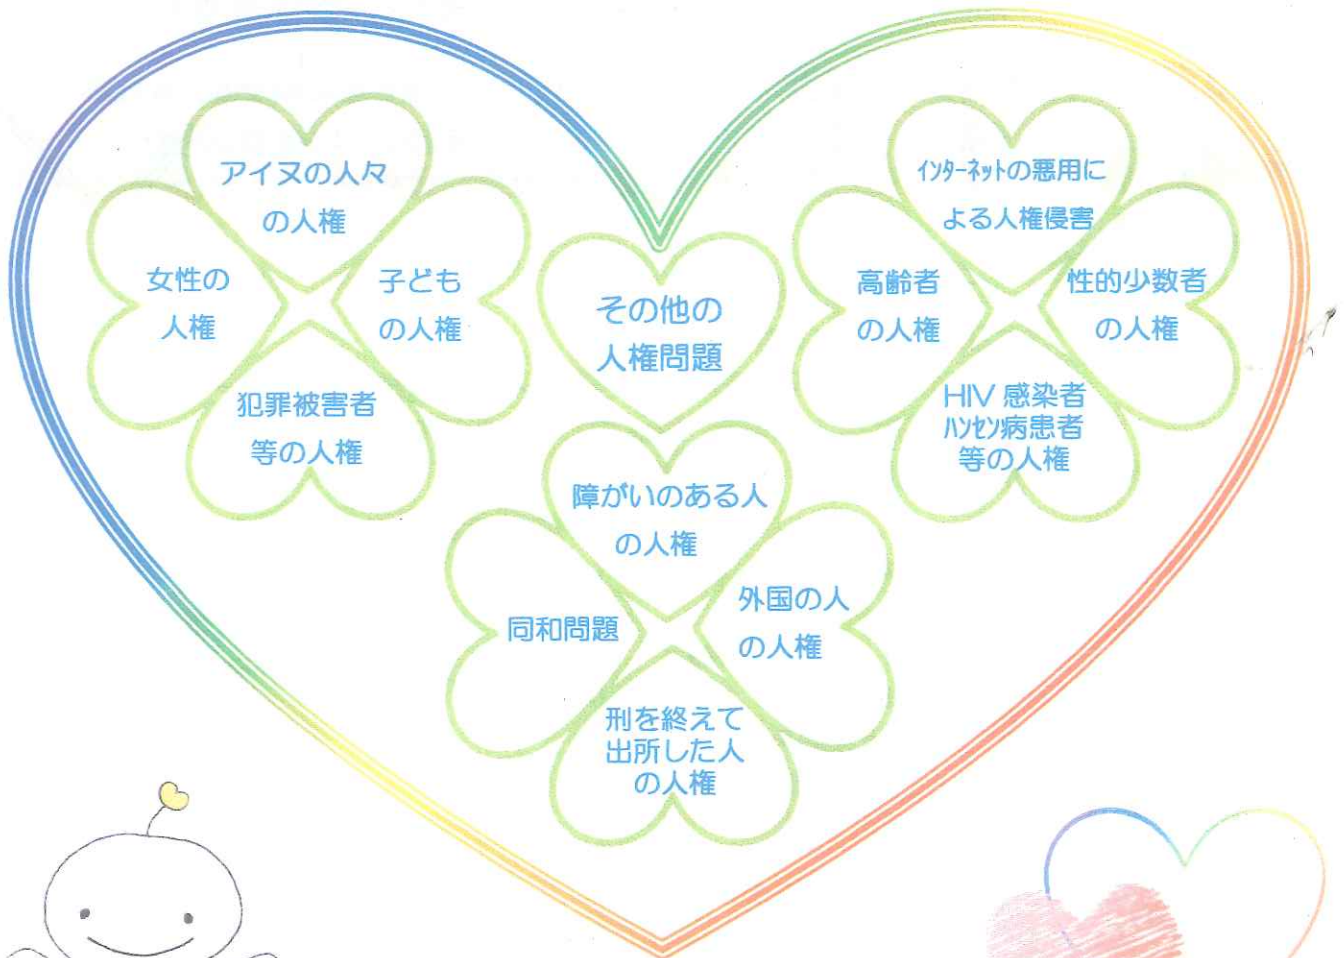 アイヌの人々
の人権
女性の
人権
子ども
の人権
犯罪被害者
等の人権
その他の
人権問題
インターネットの悪用に
よる人権侵害
高齢者
の人権
性的少数者
の人権
HIV 感染者
ハンセン病患者
等の人権
障がいのある人
の人権
同和問題
外国の人
の人権
刑を終えて
出所した人
の人権